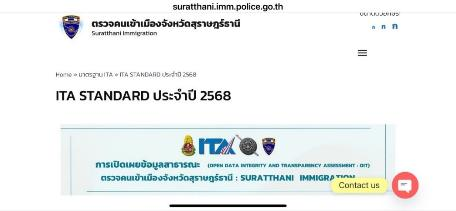 suratthani.imm.police.go.th
ตรวจคนเข้าเมืองจังหวัดสุราษฎร์ธานี
Suratthani Immigration
ขนาดตัวอักษร
ก ก ก
Home » มาตรฐาน ITA » ITA STANDARD ประจำปี 2568
ITA STANDARD ประจำปี 2568
ITA
การเปิดเผยข้อมูลสาธารณะ (OPEN DATA INTEGRITY AND TRANSPARENCY ASSESSMENT : OIT)
ตรวจคนเข้าเมืองจังหวัดสุราษฎร์ธานี : SURATTHANI IMMIGRATION
Contact us